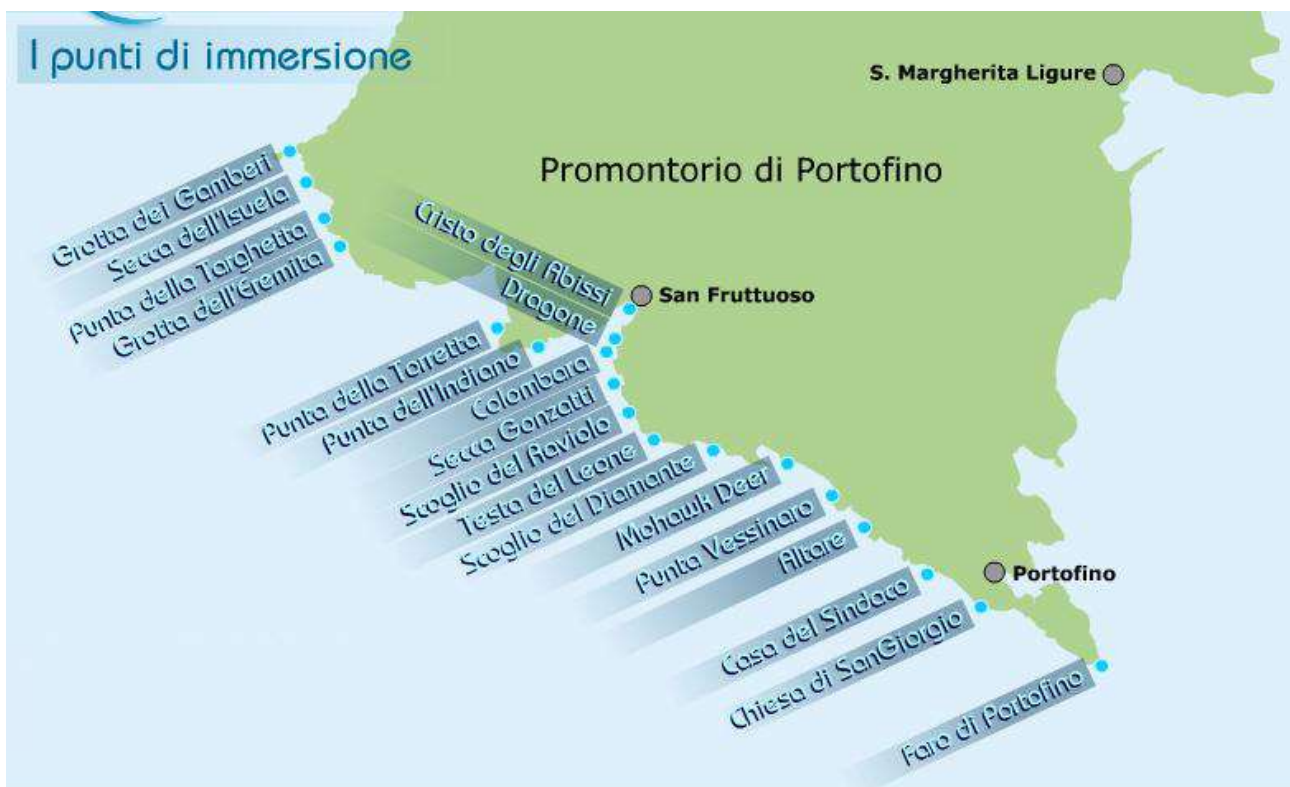 I punti di immersione
S. Margherita Ligure
Promontorio di Portofino
Grotta dei Gamberi
Secca dell'Isuela
Punta della Targhetta
Grotta dell'Eremita
Cristo degli Abissi
Dragone
San Fruttuoso
Punta della Torretta
Punta dell'Indiano
Colombara
Secca Gonzatti
Scoglio del Raviolo
Testa del Leone
Scoglio del Diamante
Mohawk Deer
Punta Vessinaro
Altare
Portofino
Casa del Sindaco
Chiesa di SanGiorgio
Faro di Portofino